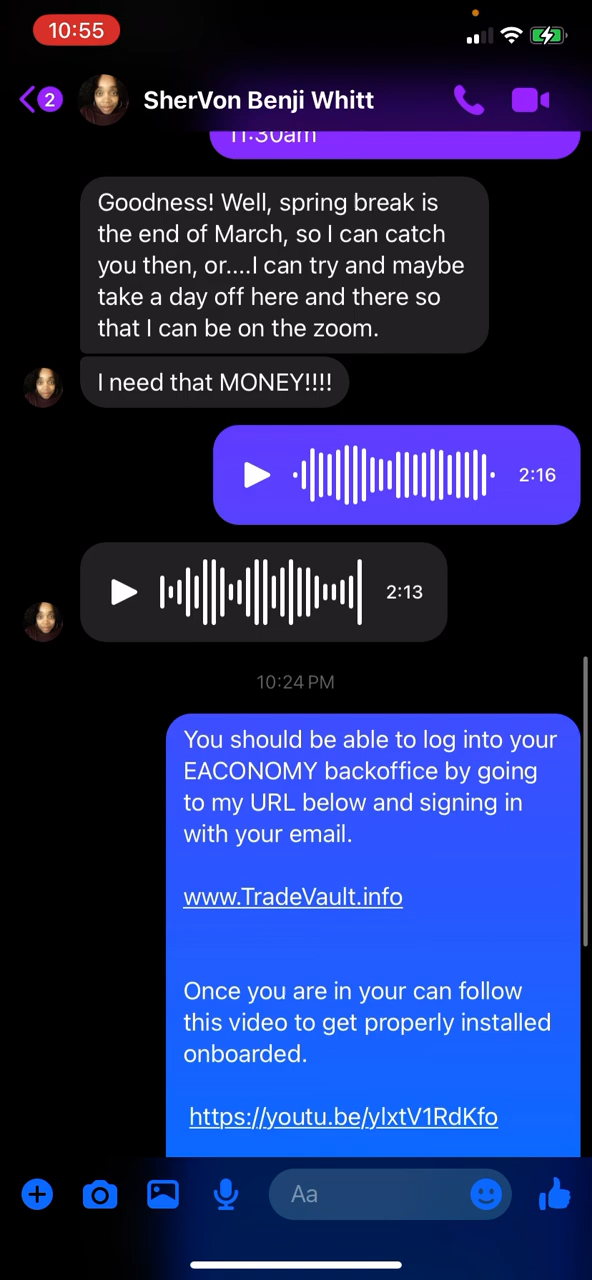 10:55
2
SherVon Benji Whitt
11:30am
Goodness! Well, spring break is
the end of March, so I can catch
you then, or....I can try and maybe
take a day off here and there so
that I can be on the zoom.
I need that MONEY!!!!
2:16
2:13
10:24 PM
You should be able to log into your
EACONOMY backoffice by going
to my URL below and signing in
with your email.
www.TradeVault.info
Once you are in your can follow
this video to get properly installed
onboarded.
https://youtu.be/ylxtV1RdKfo
Aa